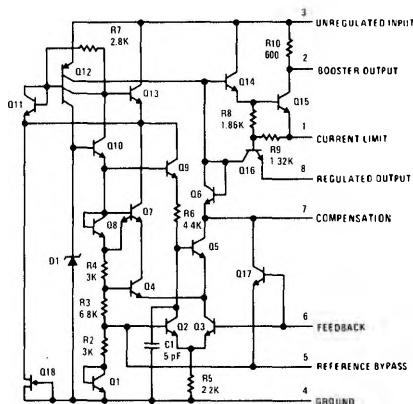 3 UNREGULATED INPUT
R7
2.8K
R10
600
Q12
2 BOOSTER OUTPUT
Q11
Q13
Q14
Q15
R8
1.86K
1 CURRENT LIMIT
R9
1 32K
Q10
Q9
Q16
8 REGULATED OUTPUT
Q6
7 COMPENSATION
Q8
Q7
R6
4 4K
Q5
D1
R4
3K
Q17
Q4
R3
6.8K
6 FEEDBACK
Q2
Q3
R2
3K
C1
5 pF
5 REFERENCE BYPASS
Q18
R5
2 2K
Q1
4 GROUND